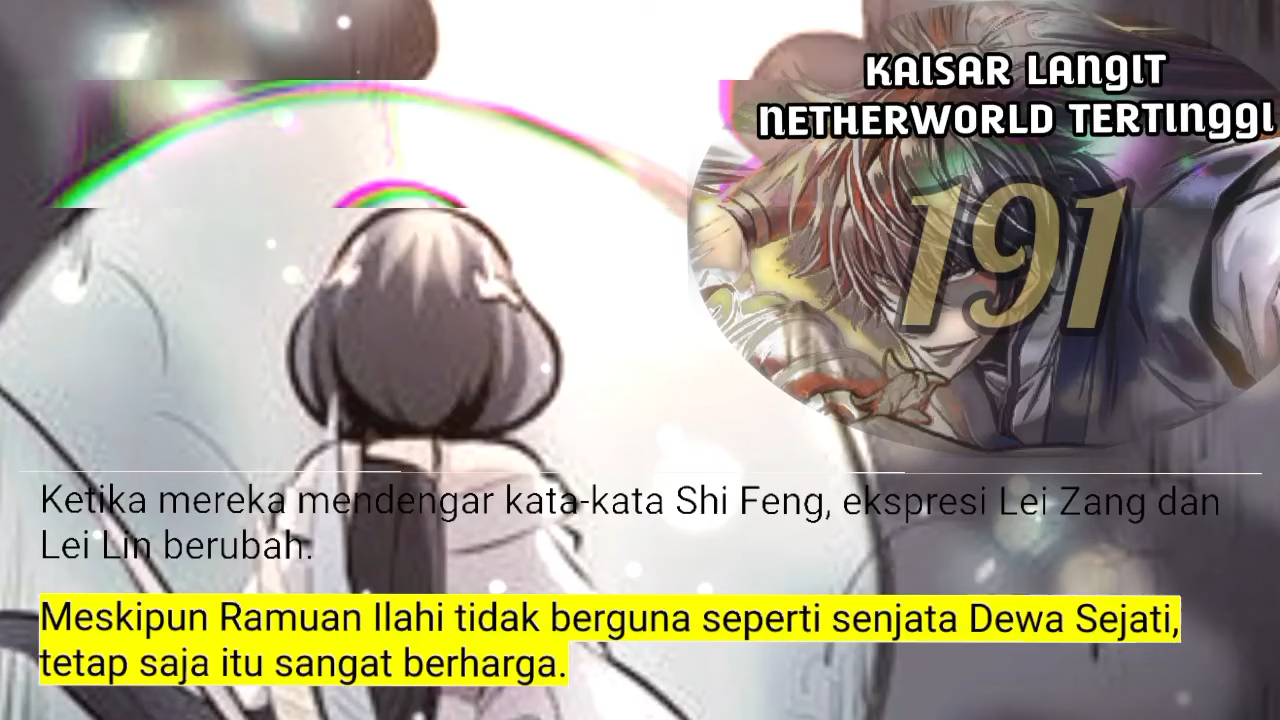 KAISAR LANGIT
NETHERWORLD TERTINGGI
191
Ketika mereka mendengar kata-kata Shi Feng, ekspresi Lei Zang dan
Lei Lin berubah.
Meskipun Ramuan Ilahi tidak berguna seperti senjata Dewa Sejati,
tetap saja itu sangat berharga.